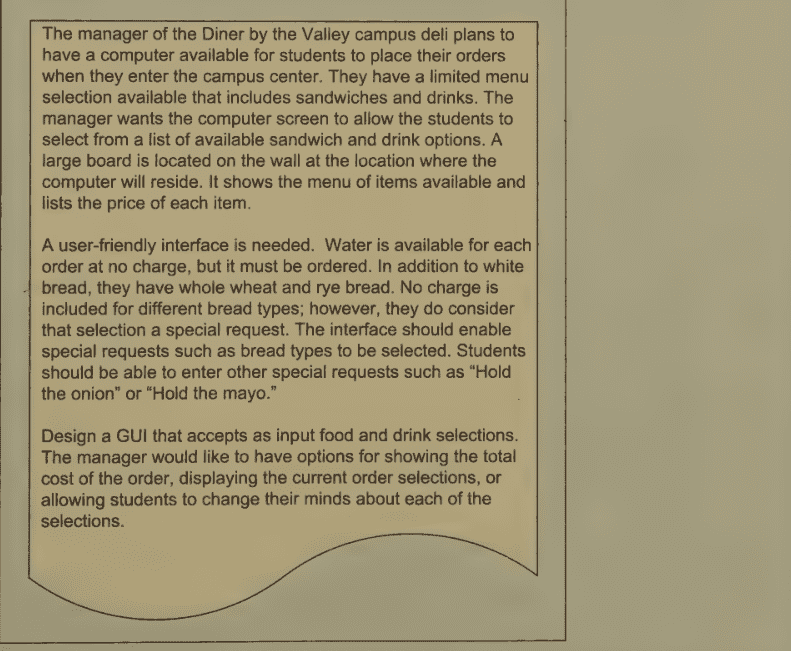 The manager of the Diner by the Valley campus deli plans to
have a computer available for students to place their orders
when they enter the campus center. They have a limited menu
selection available that includes sandwiches and drinks. The
manager wants the computer screen to allow the students to
select from a list of available sandwich and drink options. A
large board is located on the wall at the location where the
computer will reside. It shows the menu of items available and
lists the price of each item.
A user-friendly interface is needed. Water is available for each
order at no charge, but it must be ordered. In addition to white
bread, they have whole wheat and rye bread. No charge is
included for different bread types; however, they do consider
that selection a special request. The interface should enable
special requests such as bread types to be selected. Students
should be able to enter other special requests such as “Hold
the onion” or “Hold the mayo.”
Design a GUI that accepts as input food and drink selections.
The manager would like to have options for showing the total
cost of the order, displaying the current order selections, or
allowing students to change their minds about each of the
selections.